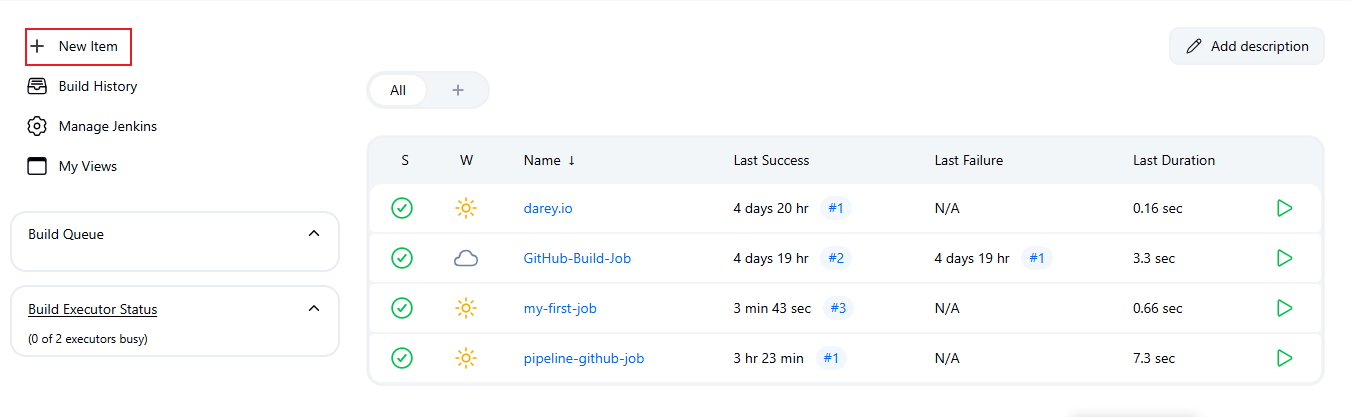 New Item
Add description
Build History
All +
Manage Jenkins
My Views
S W Name ↓ Last Success Last Failure Last Duration
darey.io 4 days 20 hr #1 N/A 0.16 sec
Build Queue
GitHub-Build-Job 4 days 19 hr #2 4 days 19 hr #1 3.3 sec
Build Executor Status
my-first-job 3 min 43 sec #3 N/A 0.66 sec
(0 of 2 executors busy)
pipeline-github-job 3 hr 23 min #1 N/A 7.3 sec